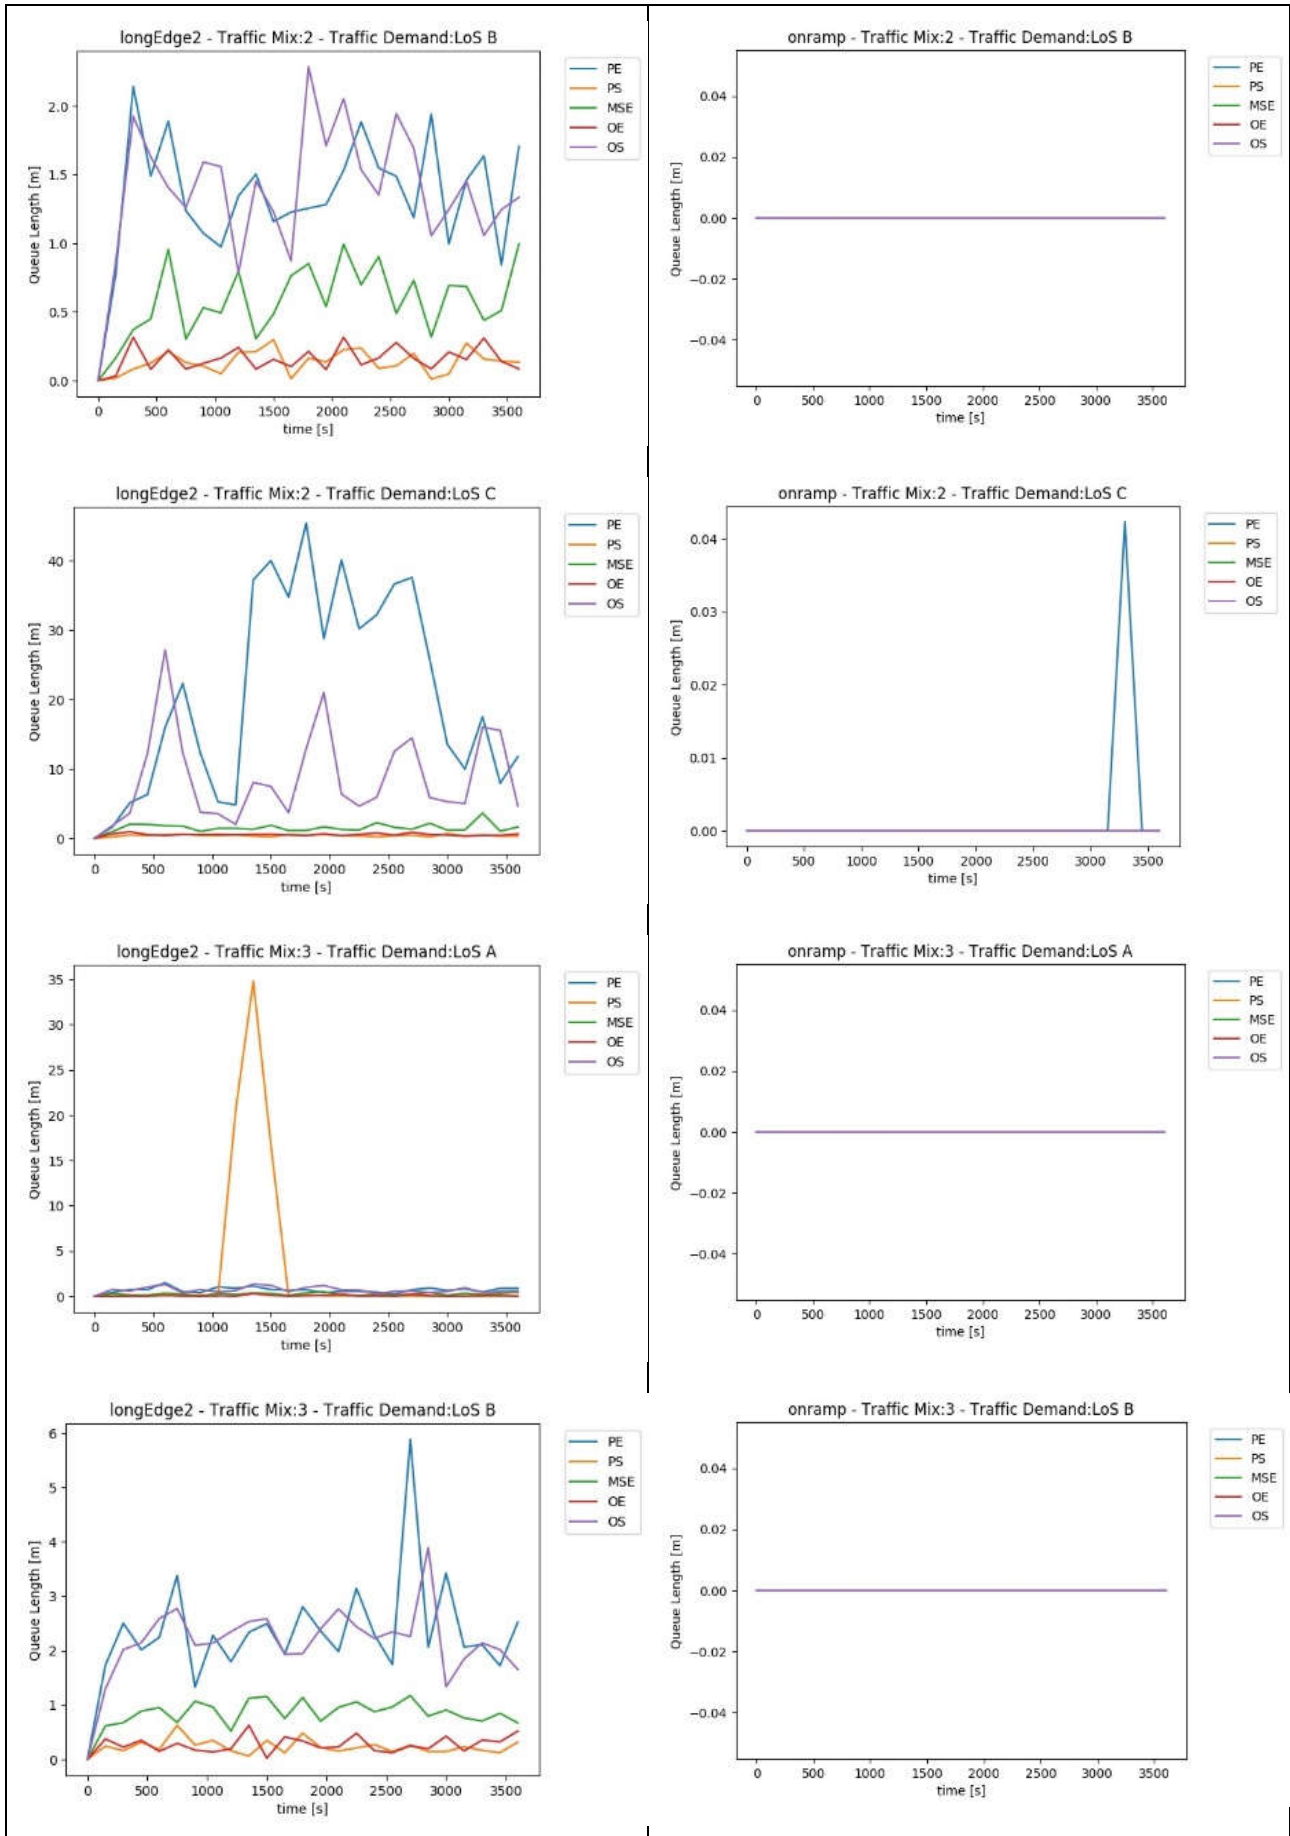 longEdge2 - Traffic Mix:2 - Traffic Demand:LoS B
PE
PS
MSE
OE
OS
Queue Length [m]
2.0
1.5
1.0
0.5
0.0
0 500 1000 1500 2000 2500 3000 3500
time [s]
onramp - Traffic Mix:2 - Traffic Demand:LoS B
PE
PS
MSE
OE
OS
Queue Length [m]
0.04
0.02
0.00
−0.02
−0.04
0 500 1000 1500 2000 2500 3000 3500
time [s]
longEdge2 - Traffic Mix:2 - Traffic Demand:LoS C
PE
PS
MSE
OE
OS
Queue Length [m]
40
30
20
10
0
0 500 1000 1500 2000 2500 3000 3500
time [s]
onramp - Traffic Mix:2 - Traffic Demand:LoS C
PE
PS
MSE
OE
OS
Queue Length [m]
0.04
0.03
0.02
0.01
0.00
0 500 1000 1500 2000 2500 3000 3500
time [s]
longEdge2 - Traffic Mix:3 - Traffic Demand:LoS A
PE
PS
MSE
OE
OS
Queue Length [m]
35
30
25
20
15
10
5
0
0 500 1000 1500 2000 2500 3000 3500
time [s]
onramp - Traffic Mix:3 - Traffic Demand:LoS A
PE
PS
MSE
OE
OS
Queue Length [m]
0.04
0.02
0.00
−0.02
−0.04
0 500 1000 1500 2000 2500 3000 3500
time [s]
longEdge2 - Traffic Mix:3 - Traffic Demand:LoS B
PE
PS
MSE
OE
OS
Queue Length [m]
6
5
4
3
2
1
0
0 500 1000 1500 2000 2500 3000 3500
time [s]
onramp - Traffic Mix:3 - Traffic Demand:LoS B
PE
PS
MSE
OE
OS
Queue Length [m]
0.04
0.02
0.00
−0.02
−0.04
0 500 1000 1500 2000 2500 3000 3500
time [s]